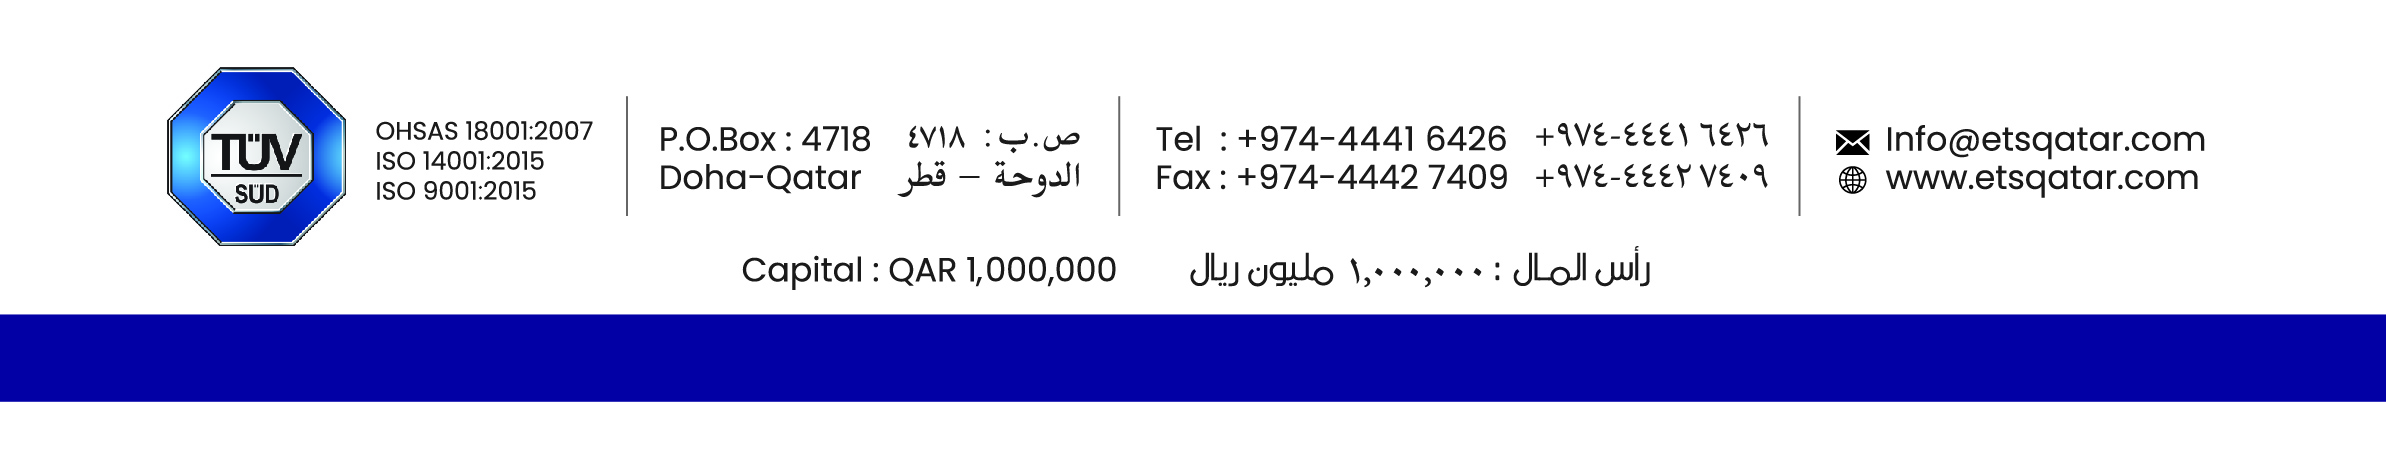 TÜV
SÜD
OHSAS 18001:2007
ISO 14001:2015
ISO 9001:2015
P.O.Box : 4718
Doha-Qatar
ص.ب : ٤٧١٨
الدوحة – قطر
Tel : +974-4441 6426
Fax : +974-4442 7409
+٩٧٤-٤٤٤١ ٦٤٢٦
+٩٧٤-٤٤٤٢ ٧٤٠٩
Info@etsqatar.com
www.etsqatar.com
Capital : QAR 1,000,000
رأس المـال : ١,٠٠٠,٠٠٠ مليون ريال